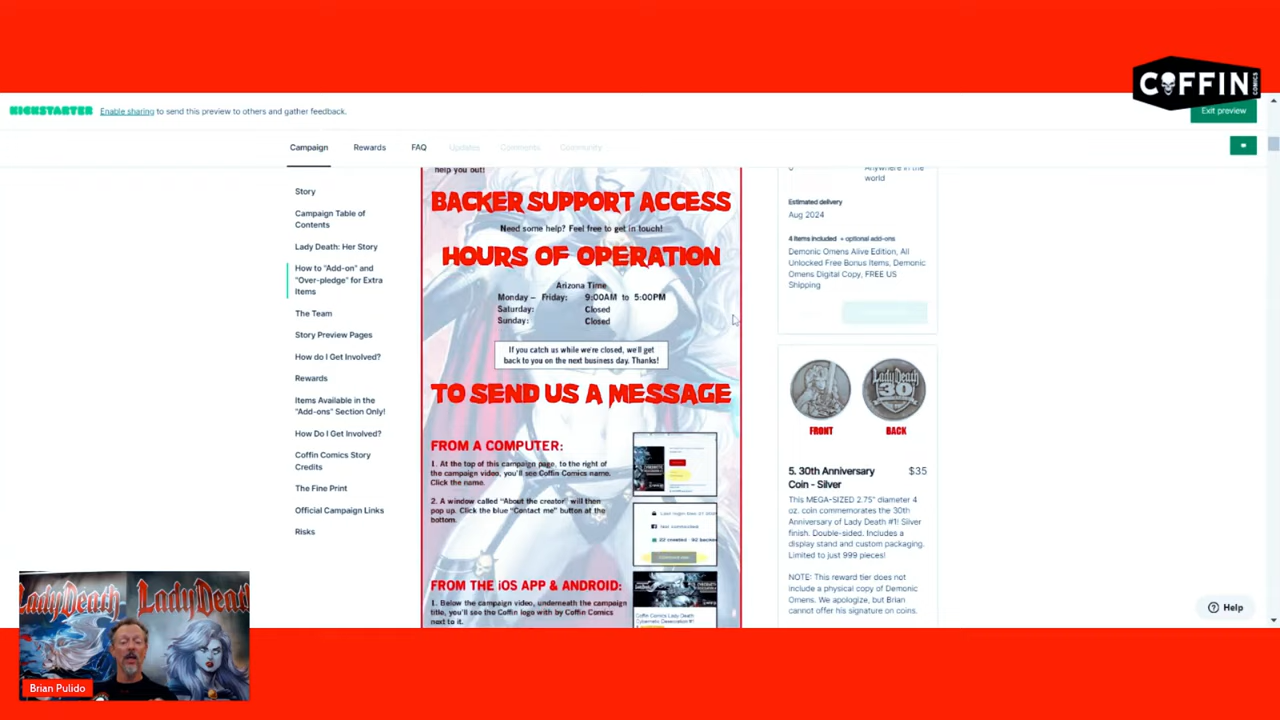 COFFIN
COMICS
KICKSTARTER
Enable sharing to send this preview to others and gather feedback.
Exit preview
Campaign
Rewards
FAQ
Updates
Comments
Community
Story
Campaign Table of
Contents
Lady Death: Her Story
How to "Add-on" and
"Over-pledge" for Extra
Items
The Team
Story Preview Pages
How do I Get Involved?
Rewards
Items Available in the
"Add-ons" Section Only!
How Do I Get Involved?
Coffin Comics Story
Credits
The Fine Print
Official Campaign Links
Risks
help you out!
BACKER SUPPORT ACCESS
Need some help? Feel free to get in touch!
HOURS OF OPERATION
Arizona Time
Monday – Friday: 9:00AM to 5:00PM
Saturday: Closed
Sunday: Closed
If you catch us while we're closed, we'll get
back to you on the next business day. Thanks!
TO SEND US A MESSAGE
FROM A COMPUTER:
1. At the top of this campaign page, to the right of
the campaign video, you'll see Coffin Comics name.
Click the name.
2. A window called "About the creator" will then
pop up. Click the blue "Contact me" button at the
bottom.
FROM THE iOS APP & ANDROID:
1. Below the campaign video, underneath the campaign
title, you'll see the Coffin logo with by Coffin Comics
next to it.
Anywhere in the
world
Estimated delivery
Aug 2024
4 items included + optional add-ons
Demonic Omens Alive Edition, All
Unlocked Free Bonus Items, Demonic
Omens Digital Copy, FREE US
Shipping
Lady Death
30
FRONT
BACK
5. 30th Anniversary
Coin - Silver
$35
This MEGA-SIZED 2.75" diameter 4
oz. coin commemorates the 30th
Anniversary of Lady Death #1! Silver
finish. Double-sided. Includes a
display stand and custom packaging.
Limited to just 999 pieces!
NOTE: This reward tier does not
include a physical copy of Demonic
Omens. We apologize, but Brian
cannot offer his signature on coins.
Help
Lady Death
Lady Death
Brian Pulido